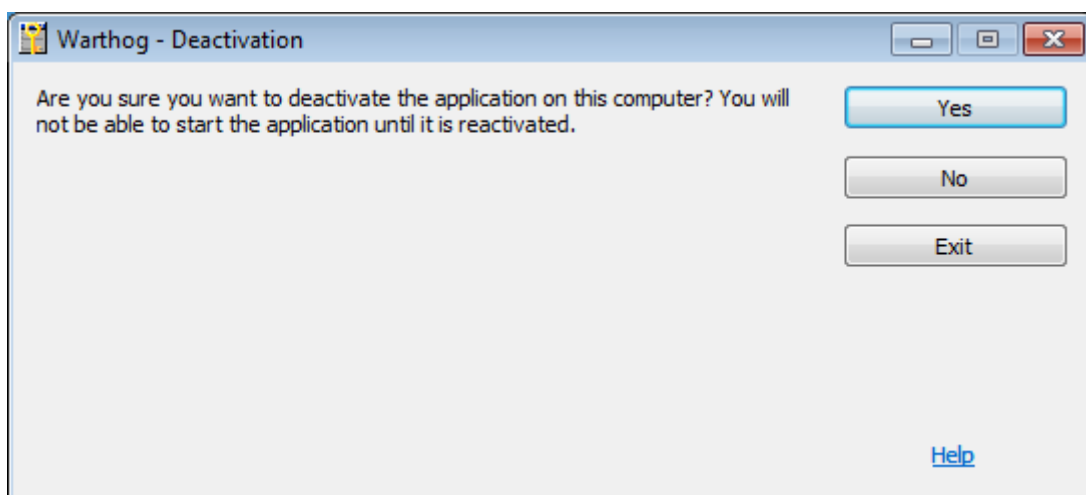 Warthog - Deactivation
Are you sure you want to deactivate the application on this computer? You will
not be able to start the application until it is reactivated.
Yes
No
Exit
Help